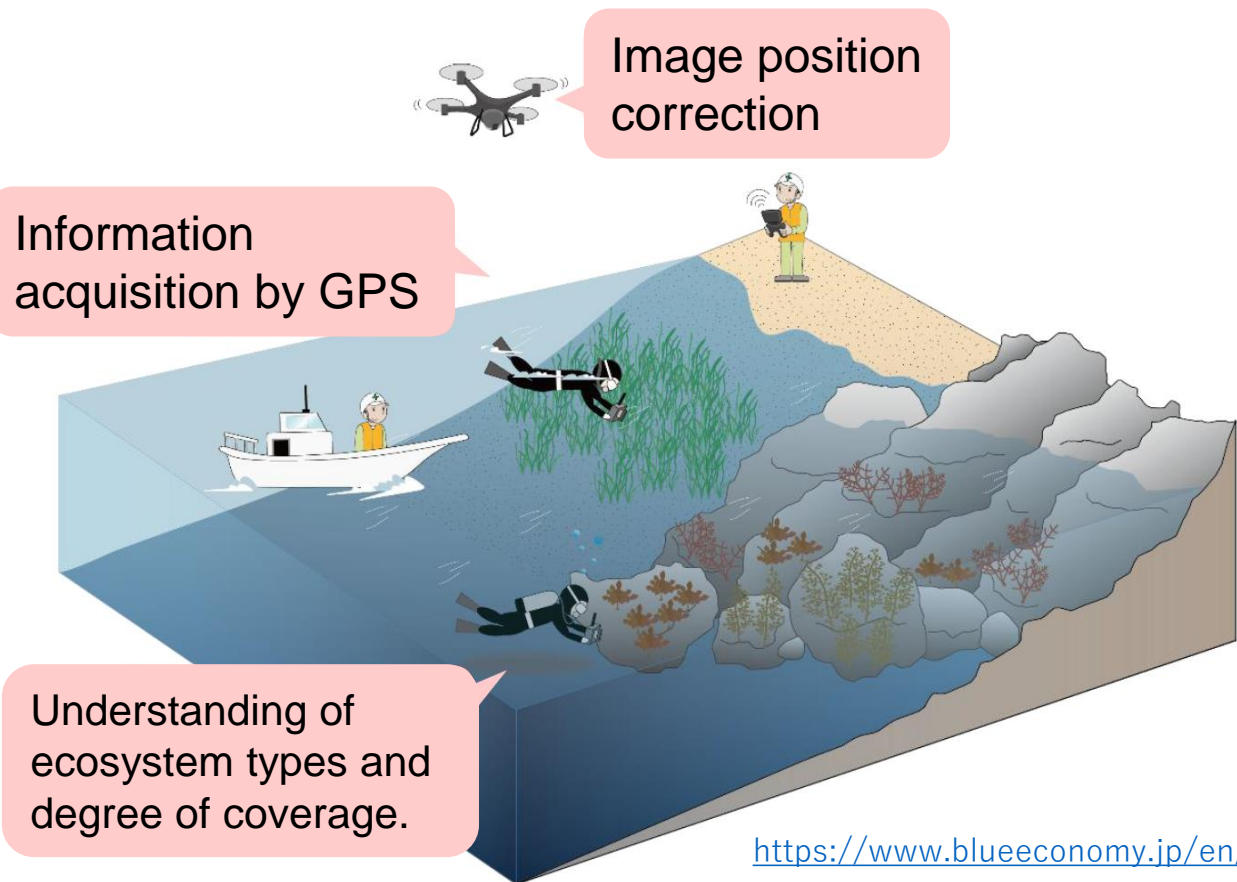 Image position
correction
Information
acquisition by GPS
Understanding of
ecosystem types and
degree of coverage.
https://www.blueeconomy.jp/en/